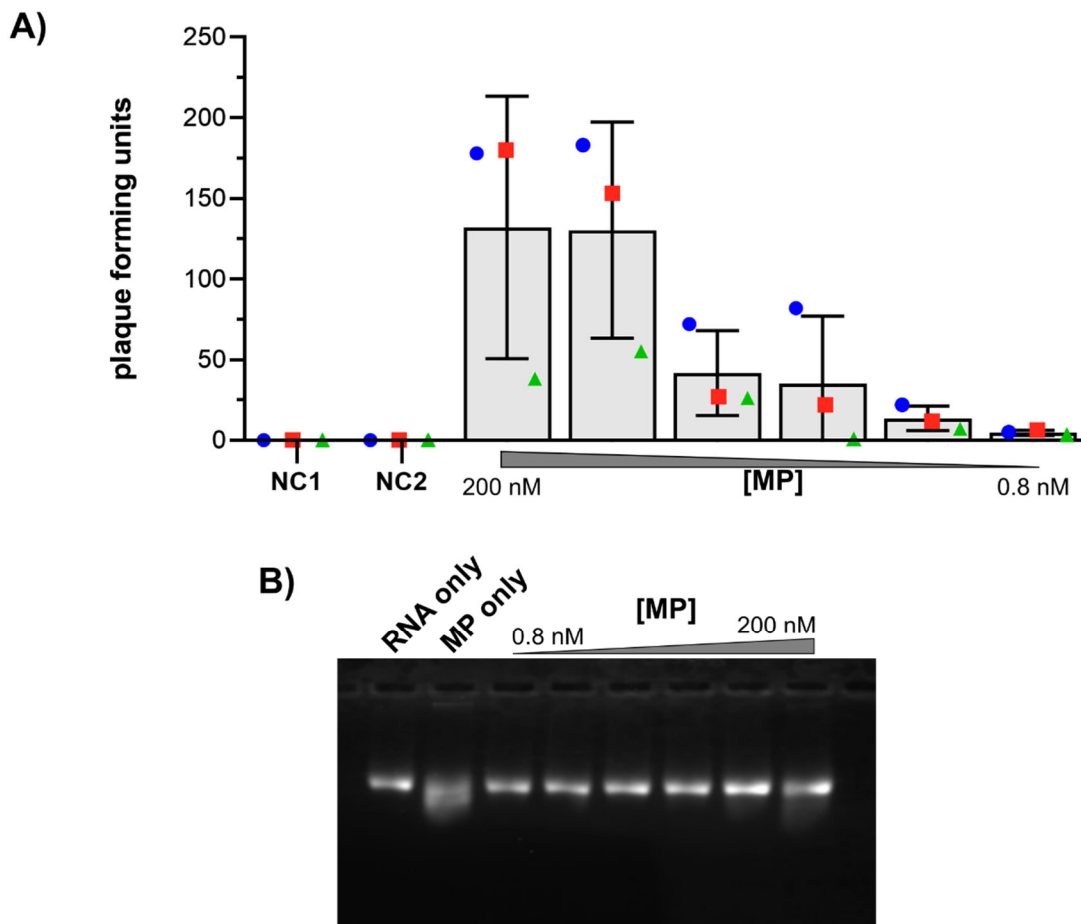 A)
plaque forming units
250
200
150
100
50
0
NC1
NC2
200 nM
[MP]
0.8 nM
B)
RNA only
MP only
[MP]
0.8 nM
200 nM